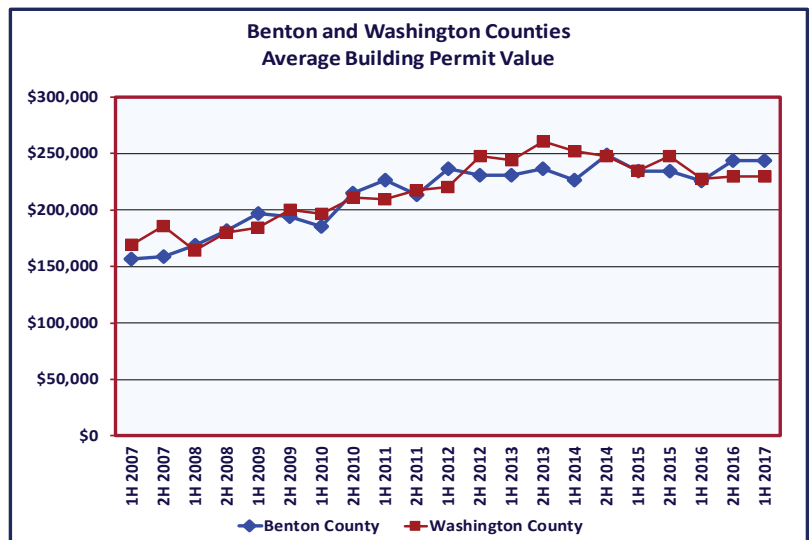 Benton and Washington Counties
Average Building Permit Value
$300,000
$250,000
$200,000
$150,000
$100,000
$50,000
$0
1H 2007
2H 2007
1H 2008
2H 2008
1H 2009
2H 2009
1H 2010
2H 2010
1H 2011
2H 2011
1H 2012
2H 2012
1H 2013
2H 2013
1H 2014
2H 2014
1H 2015
2H 2015
1H 2016
2H 2016
1H 2017
Benton County Washington County